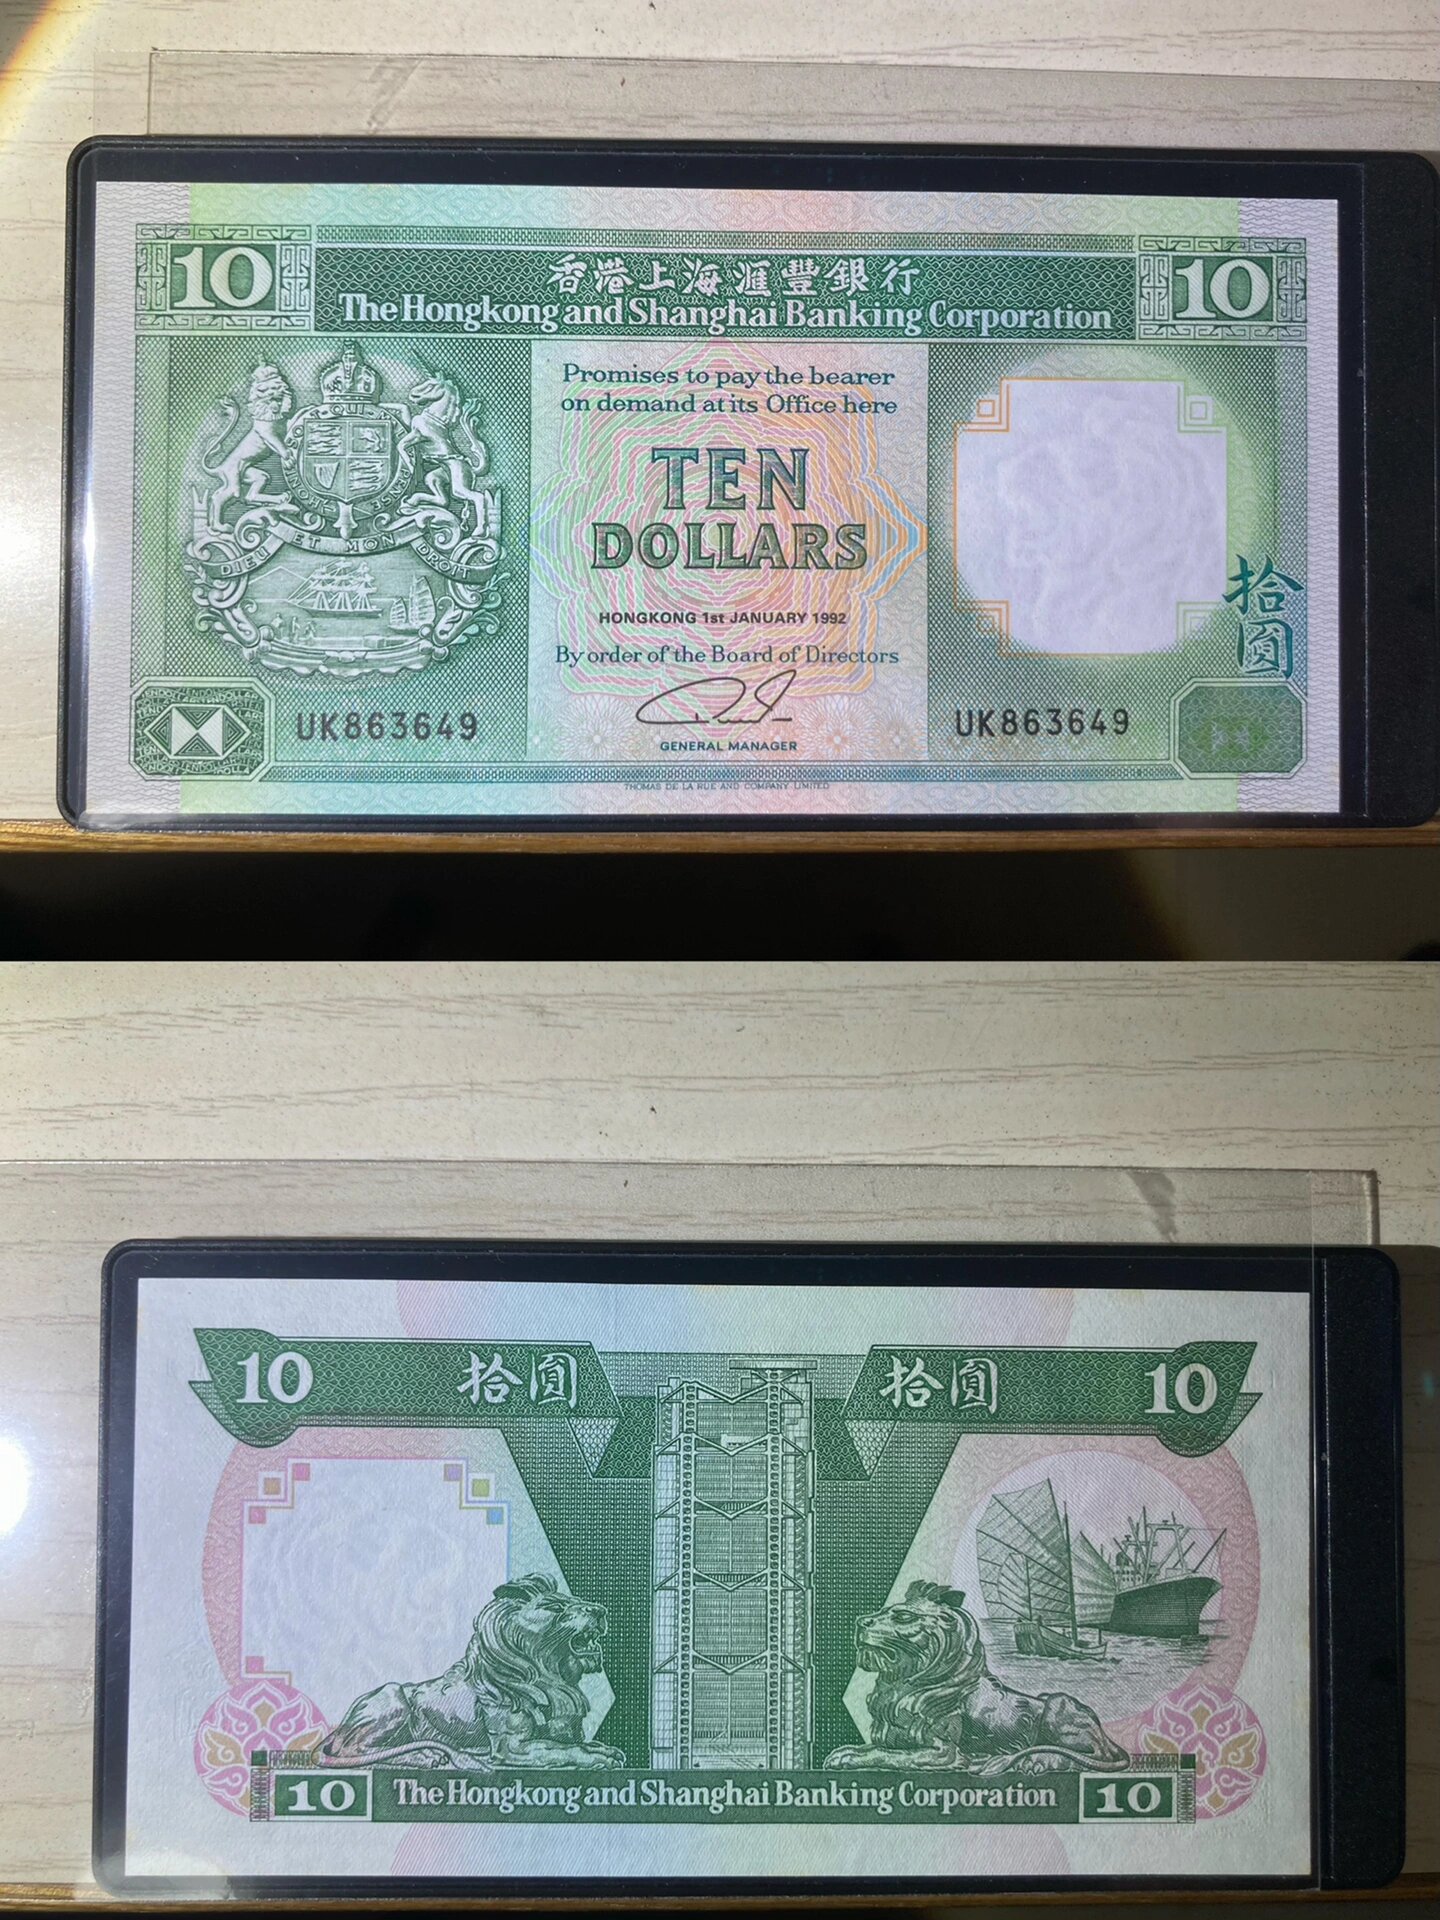 10
香港上海滙豐銀行
10
The Hongkong and Shanghai Banking Corporation
Promises to pay the bearer
on demand at its Office here
TEN
DOLLARS
DIEU ET MON DROIT
拾
圓
HONGKONG 1st JANUARY 1992
By order of the Board of Directors
UK863649
UK863649
GENERAL MANAGER
THOMAS DE LA RUE AND COMPANY LIMITED
10
拾圓
拾圓
10
10
The Hongkong and Shanghai Banking Corporation
10